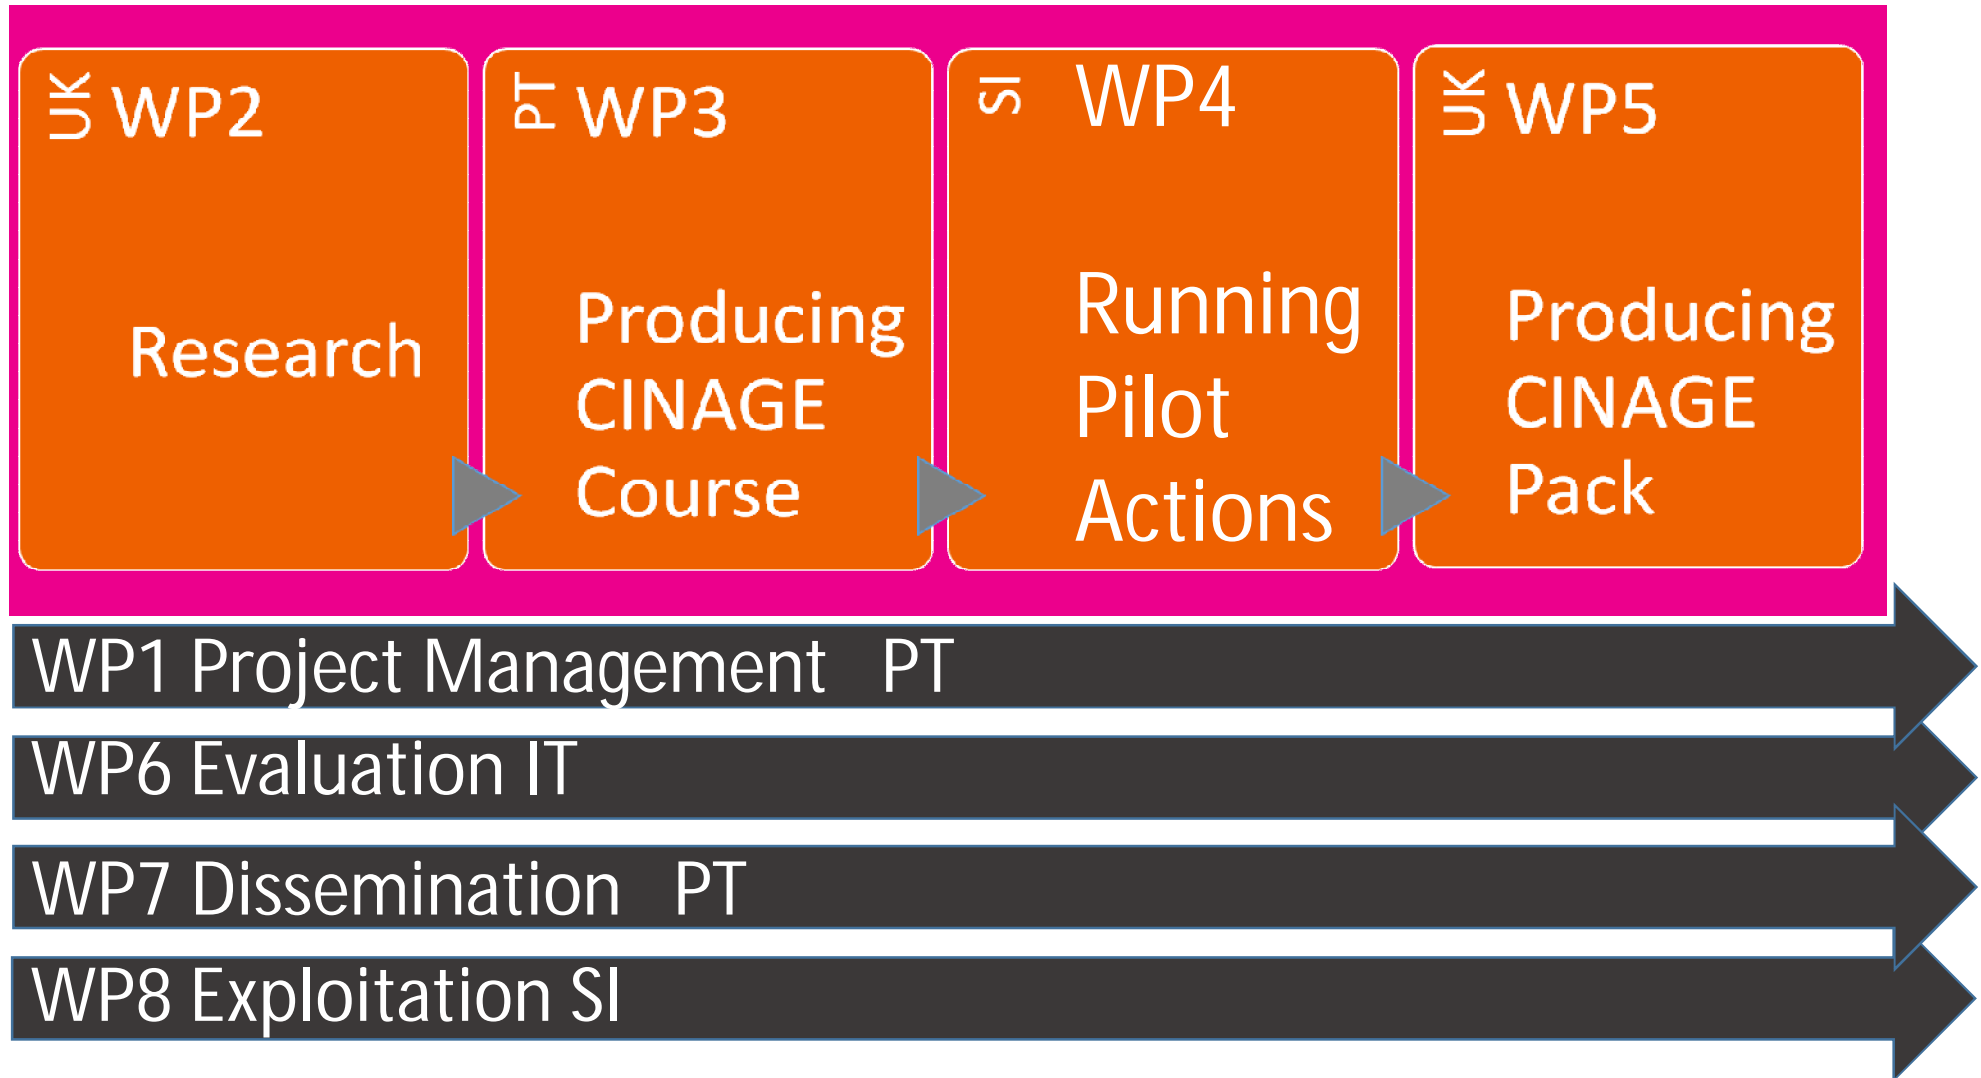 UK WP2
Research
PT WP3
Producing
CINAGE
Course
SI WP4
Running
Pilot
Actions
UK WP5
Producing
CINAGE
Pack
WP1 Project Management PT
WP6 Evaluation IT
WP7 Dissemination PT
WP8 Exploitation SI